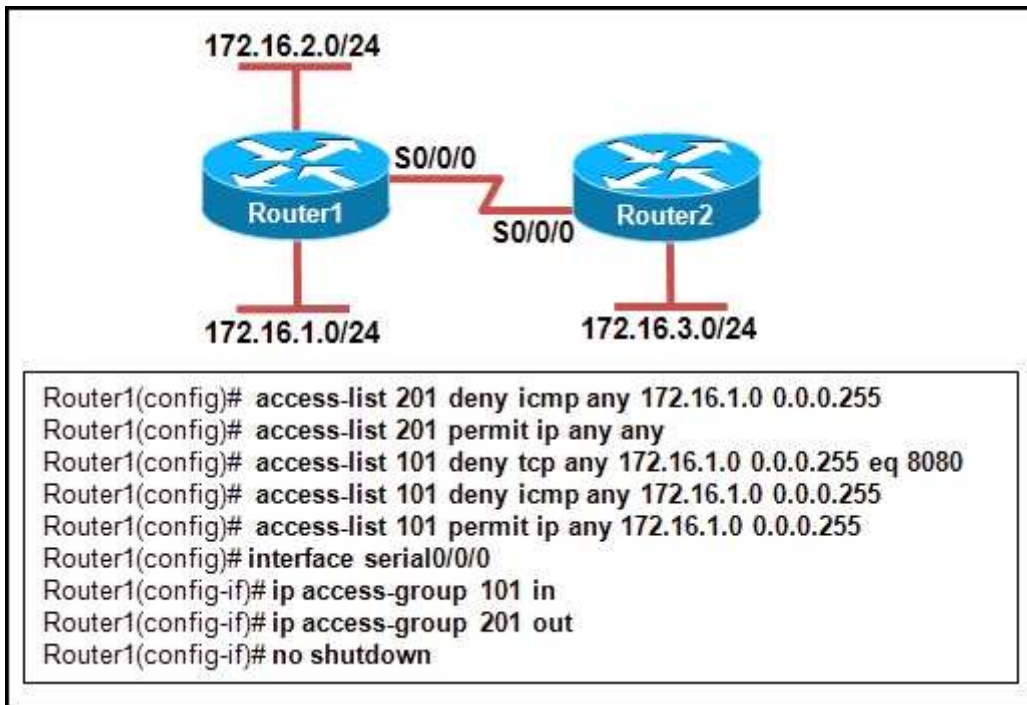 172.16.2.0/24
S0/0/0
Router1
Router2
S0/0/0
172.16.1.0/24
172.16.3.0/24
Router1(config)# access-list 201 deny icmp any 172.16.1.0 0.0.0.255
Router1(config)# access-list 201 permit ip any any
Router1(config)# access-list 101 deny tcp any 172.16.1.0 0.0.0.255 eq 8080
Router1(config)# access-list 101 deny icmp any 172.16.1.0 0.0.0.255
Router1(config)# access-list 101 permit ip any 172.16.1.0 0.0.0.255
Router1(config)# interface serial0/0/0
Router1(config-if)# ip access-group 101 in
Router1(config-if)# ip access-group 201 out
Router1(config-if)# no shutdown